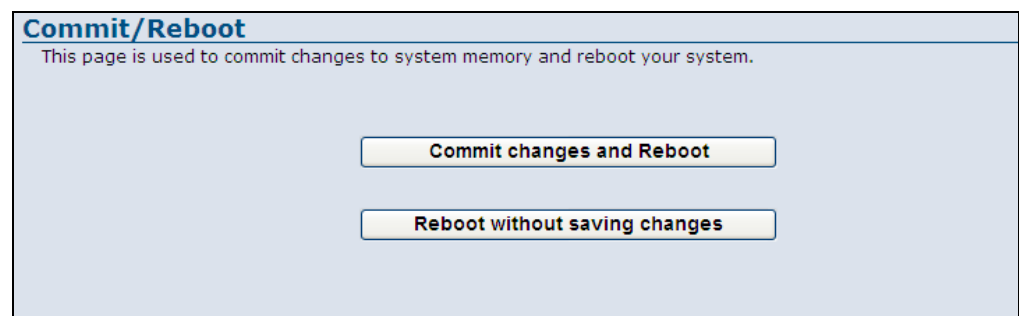 Commit/Reboot
This page is used to commit changes to system memory and reboot your system.
Commit changes and Reboot
Reboot without saving changes